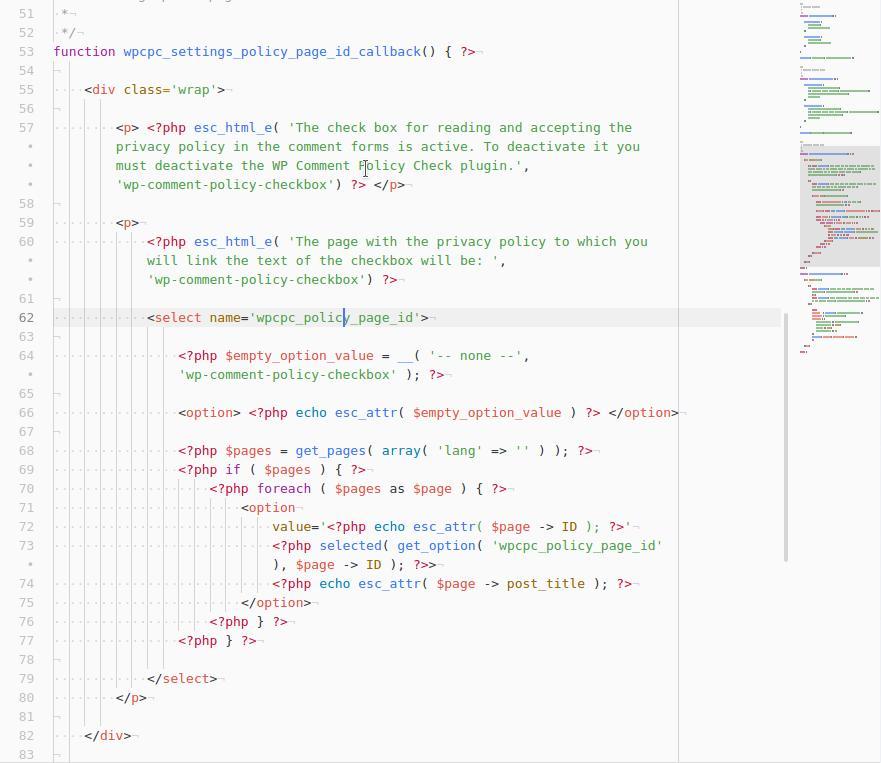 51 *
52 */
53 function wpcpc_settings_policy_page_id_callback() { ?>
54
55 <div class='wrap'>
56
57 <p> <?php esc_html_e( 'The check box for reading and accepting the
• privacy policy in the comment forms is active. To deactivate it you
• must deactivate the WP Comment Policy Check plugin.',
• 'wp-comment-policy-checkbox') ?> </p>
58
59 <p>
60 <?php esc_html_e( 'The page with the privacy policy to which you
• will link the text of the checkbox will be: ',
• 'wp-comment-policy-checkbox') ?>
61
62 <select name='wpcpc_policy_page_id'>
63
64 <?php $empty_option_value = __( '-- none --',
• 'wp-comment-policy-checkbox' ); ?>
65
66 <option> <?php echo esc_attr( $empty_option_value ) ?> </option>
67
68 <?php $pages = get_pages( array( 'lang' => '' ) ); ?>
69 <?php if ( $pages ) { ?>
70 <?php foreach ( $pages as $page ) { ?>
71 <option
72 value='<?php echo esc_attr( $page -> ID ); ?>'
73 <?php selected( get_option( 'wpcpc_policy_page_id'
• ), $page -> ID ); ?>>
74 <?php echo esc_attr( $page -> post_title ); ?>
75 </option>
76 <?php } ?>
77 <?php } ?>
78
79 </select>
80 </p>
81
82 </div>
83